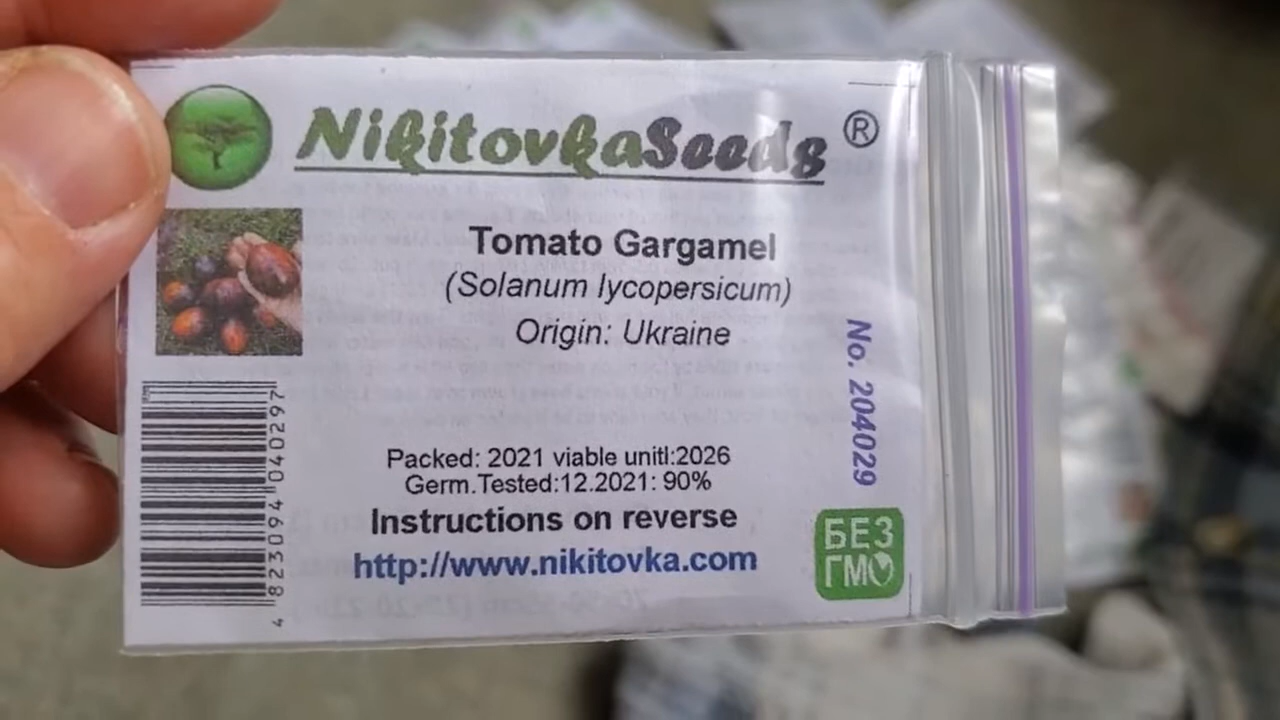 NikitovkaSeeds ®
Tomato Gargamel
(Solanum lycopersicum)
Origin: Ukraine
No. 204029
4 823094 040297
Packed: 2021 viable unitl:2026
Germ.Tested:12.2021: 90%
Instructions on reverse
http://www.nikitovka.com
БЕЗ
ГМО